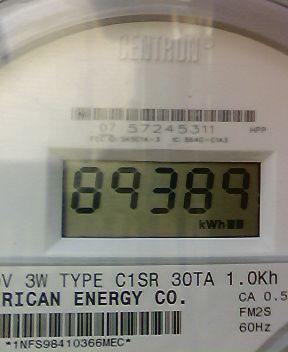 CENTRON®
07 57245311 HPP
89389
kWh
V 3W TYPE C1SR 30TA 1.0Kh
RICAN ENERGY CO. CA 0.5
FM2S
60Hz
*1NFS98410366MEC*